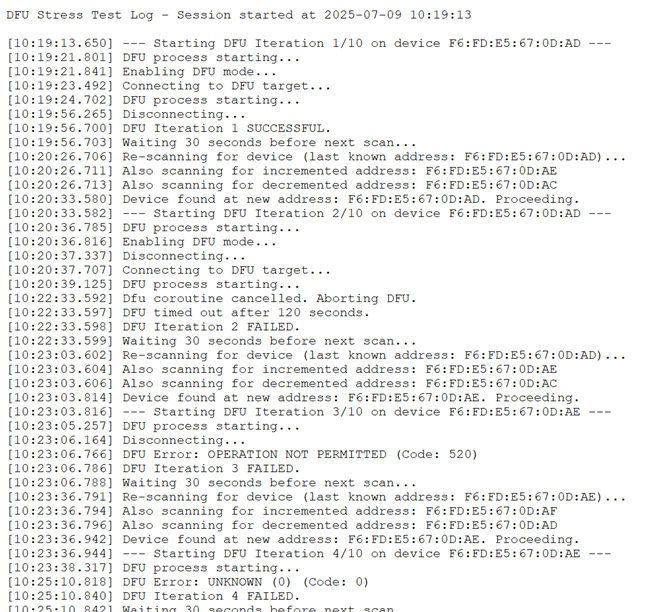 DFU Stress Test Log - Session started at 2025-07-09 10:19:13
[10:19:13.650] --- Starting DFU Iteration 1/10 on device F6:FD:E5:67:0D:AD ---
[10:19:21.801] DFU process starting...
[10:19:21.841] Enabling DFU mode...
[10:19:23.492] Connecting to DFU target...
[10:19:24.702] DFU process starting...
[10:19:56.265] Disconnecting...
[10:19:56.700] DFU Iteration 1 SUCCESSFUL.
[10:19:56.703] Waiting 30 seconds before next scan...
[10:20:26.706] Re-scanning for device (last known address: F6:FD:E5:67:0D:AD)...
[10:20:26.711] Also scanning for incremented address: F6:FD:E5:67:0D:AE
[10:20:26.713] Also scanning for decremented address: F6:FD:E5:67:0D:AC
[10:20:33.580] Device found at new address: F6:FD:E5:67:0D:AD. Proceeding.
[10:20:33.582] --- Starting DFU Iteration 2/10 on device F6:FD:E5:67:0D:AD ---
[10:20:36.785] DFU process starting...
[10:20:36.816] Enabling DFU mode...
[10:20:37.337] Disconnecting...
[10:20:37.707] Connecting to DFU target...
[10:20:39.125] DFU process starting...
[10:22:33.592] Dfu coroutine cancelled. Aborting DFU.
[10:22:33.597] DFU timed out after 120 seconds.
[10:22:33.598] DFU Iteration 2 FAILED.
[10:22:33.599] Waiting 30 seconds before next scan...
[10:23:03.602] Re-scanning for device (last known address: F6:FD:E5:67:0D:AD)...
[10:23:03.604] Also scanning for incremented address: F6:FD:E5:67:0D:AE
[10:23:03.606] Also scanning for decremented address: F6:FD:E5:67:0D:AC
[10:23:03.814] Device found at new address: F6:FD:E5:67:0D:AE. Proceeding.
[10:23:03.816] --- Starting DFU Iteration 3/10 on device F6:FD:E5:67:0D:AE ---
[10:23:05.257] DFU process starting...
[10:23:06.164] Disconnecting...
[10:23:06.766] DFU Error: OPERATION NOT PERMITTED (Code: 520)
[10:23:06.786] DFU Iteration 3 FAILED.
[10:23:06.788] Waiting 30 seconds before next scan...
[10:23:36.791] Re-scanning for device (last known address: F6:FD:E5:67:0D:AE)...
[10:23:36.794] Also scanning for incremented address: F6:FD:E5:67:0D:AF
[10:23:36.796] Also scanning for decremented address: F6:FD:E5:67:0D:AD
[10:23:36.942] Device found at new address: F6:FD:E5:67:0D:AE. Proceeding.
[10:23:36.944] --- Starting DFU Iteration 4/10 on device F6:FD:E5:67:0D:AE ---
[10:23:38.317] DFU process starting...
[10:25:10.818] DFU Error: UNKNOWN (0) (Code: 0)
[10:25:10.840] DFU Iteration 4 FAILED.
[10:25:10.842] Waiting 30 seconds before next scan